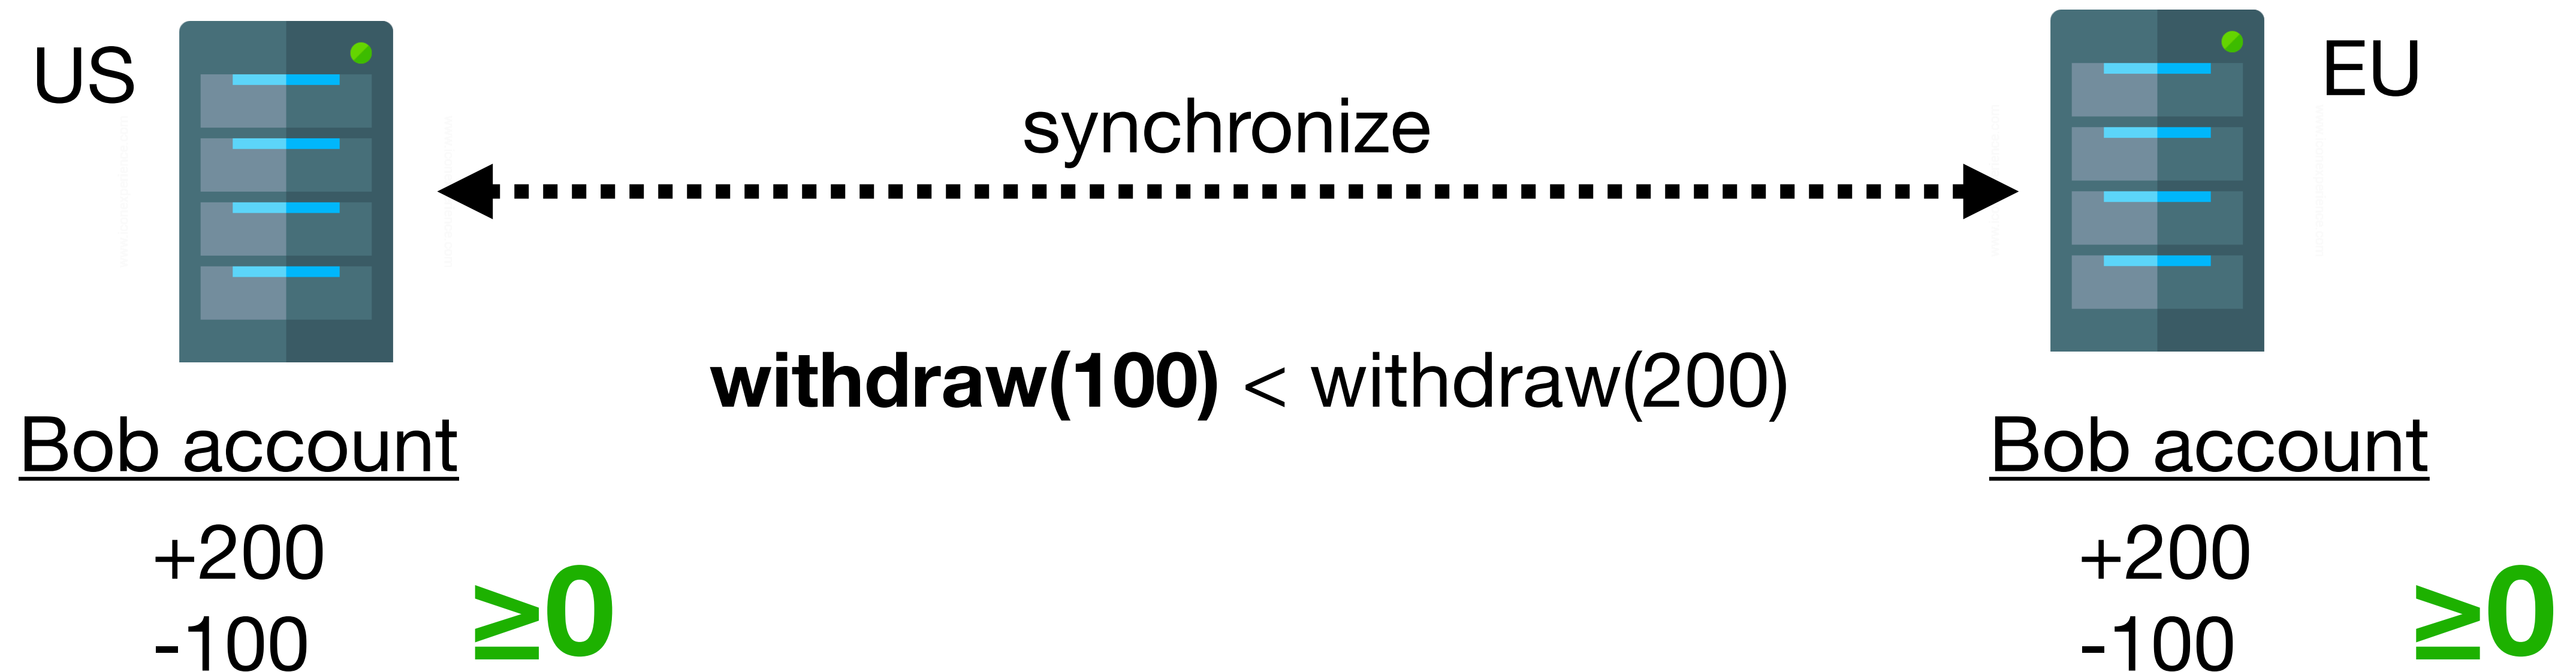 US
EU
synchronize
withdraw(100) < withdraw(200)
Bob account
+200
-100
≥0
Bob account
+200
-100
≥0